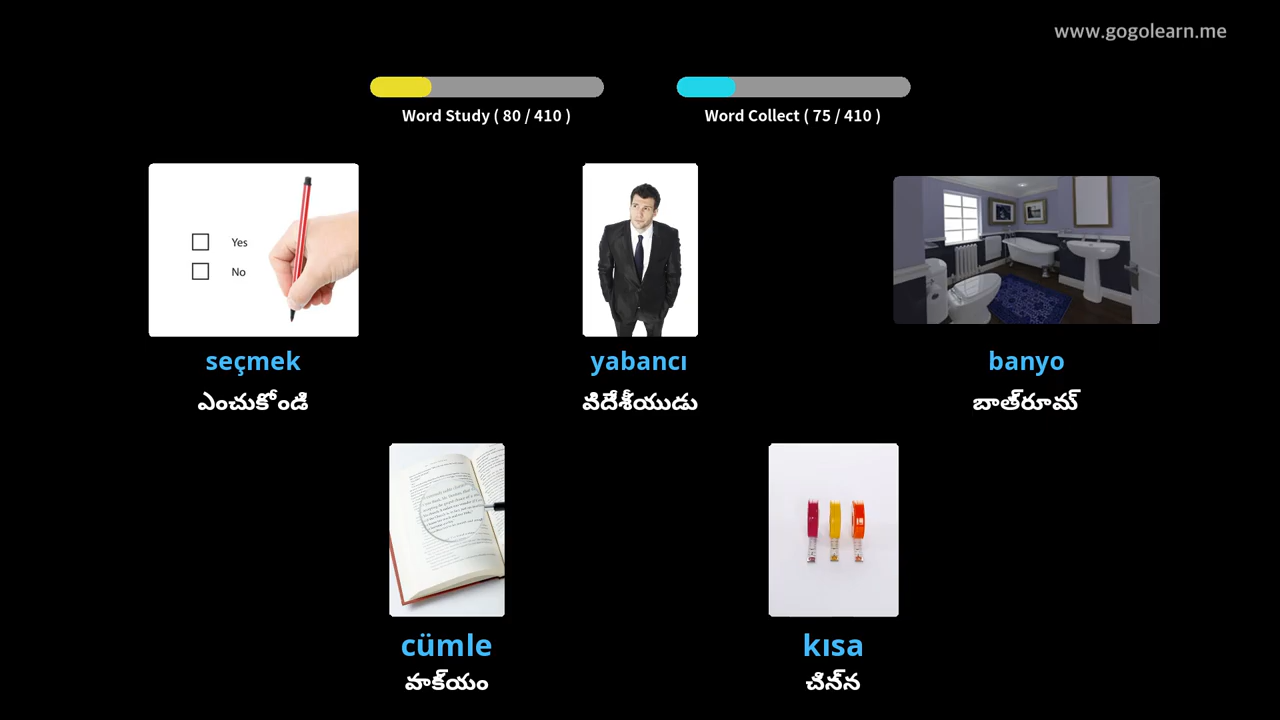 www.gogolearn.me
Word Study ( 80 / 410 )
Word Collect ( 75 / 410 )
Yes
No
seçmek
yabancı
banyo
ఎంచుకోండి
విదేశీయుడు
బాత్‌రూమ్
cümle
kısa
వాక్యం
చిన్న